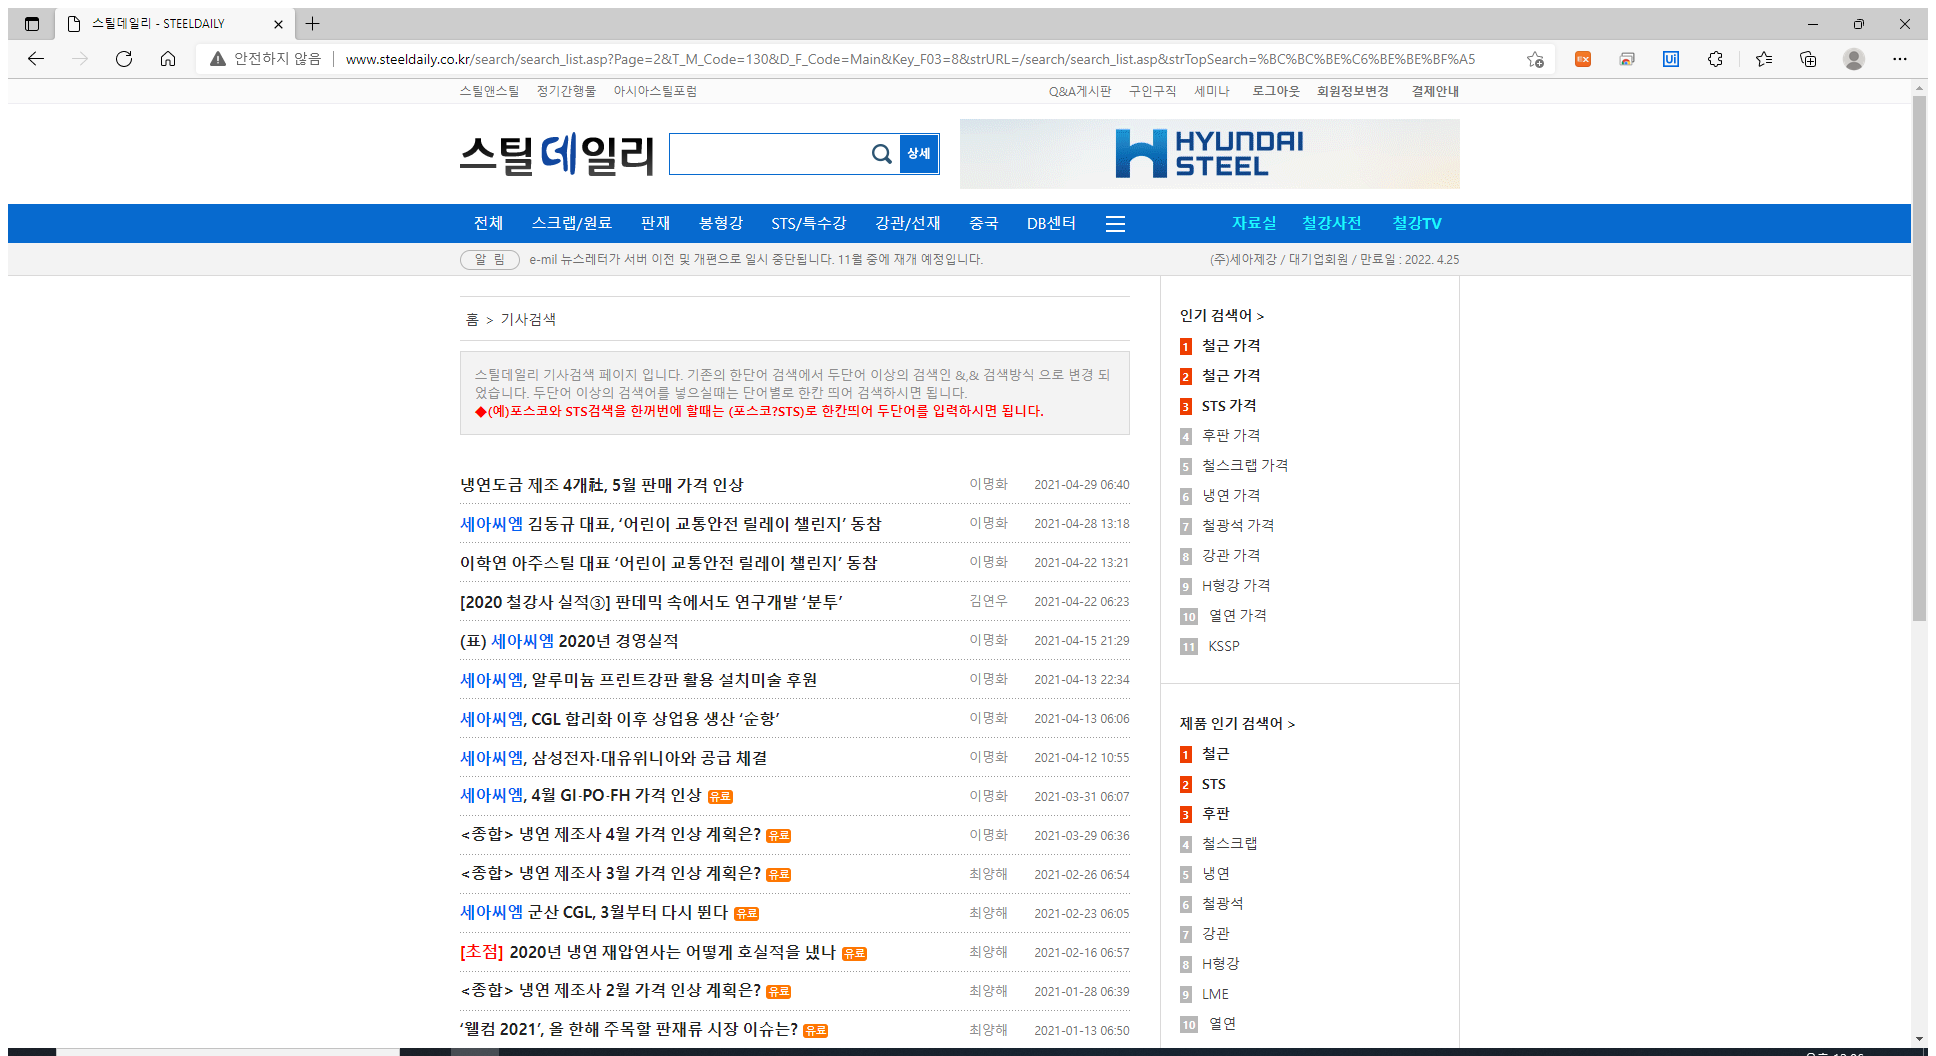 스틸데일리 - STEELDAILY
안전하지 않음 www.steeldaily.co.kr/search/search_list.asp?Page=2&T_M_Code=130&D_F_Code=Main&Key_F03=8&strURL=/search/search_list.asp&strTopSearch=%BC%BC%BE%C6%BE%BE%BF%A5
스틸앤스틸 정기간행물 아시아스틸포럼 Q&A게시판 구인구직 세미나 로그아웃 회원정보변경 결제안내
스틸데일리 상세 HYUNDAI
STEEL
전체 스크랩/원료 판재 봉형강 STS/특수강 강관/선재 중국 DB센터 자료실 철강사전 철강TV
알 림 e-mil 뉴스레터가 서버 이전 및 개편으로 일시 중단됩니다. 11월 중에 재개 예정입니다. (주)세아제강 / 대기업회원 / 만료일 : 2022. 4.25
홈 > 기사검색
스틸데일리 기사검색 페이지 입니다. 기존의 한단어 검색에서 두단어 이상의 검색인 &,& 검색방식 으로 변경 되
었습니다. 두단어 이상의 검색어를 넣으실때는 단어별로 한칸 띄어 검색하시면 됩니다.
◆(예)포스코와 STS검색을 한꺼번에 할때는 (포스코?STS)로 한칸띄어 두단어를 입력하시면 됩니다.
냉연도금 제조 4개社, 5월 판매 가격 인상 이명화 2021-04-29 06:40
세아씨엠 김동규 대표, ‘어린이 교통안전 릴레이 챌린지’ 동참 이명화 2021-04-28 13:18
이학연 아주스틸 대표 ‘어린이 교통안전 릴레이 챌린지’ 동참 이명화 2021-04-22 13:21
[2020 철강사 실적③] 판데믹 속에서도 연구개발 ‘분투’ 김연우 2021-04-22 06:23
(표) 세아씨엠 2020년 경영실적 이명화 2021-04-15 21:29
세아씨엠, 알루미늄 프린트강판 활용 설치미술 후원 이명화 2021-04-13 22:34
세아씨엠, CGL 합리화 이후 상업용 생산 ‘순항’ 이명화 2021-04-13 06:06
세아씨엠, 삼성전자·대유위니아와 공급 체결 이명화 2021-04-12 10:55
세아씨엠, 4월 GI·PO·FH 가격 인상 유료 이명화 2021-03-31 06:07
<종합> 냉연 제조사 4월 가격 인상 계획은? 유료 이명화 2021-03-29 06:36
<종합> 냉연 제조사 3월 가격 인상 계획은? 유료 최양해 2021-02-26 06:54
세아씨엠 군산 CGL, 3월부터 다시 뛴다 유료 최양해 2021-02-23 06:05
[초점] 2020년 냉연 재압연사는 어떻게 호실적을 냈나 유료 최양해 2021-02-16 06:57
<종합> 냉연 제조사 2월 가격 인상 계획은? 유료 최양해 2021-01-28 06:39
‘웰컴 2021’, 올 한해 주목할 판재류 시장 이슈는? 유료 최양해 2021-01-13 06:50
인기 검색어 >
1 철근 가격
2 철근 가격
3 STS 가격
4 후판 가격
5 철스크랩 가격
6 냉연 가격
7 철광석 가격
8 강관 가격
9 H형강 가격
10 열연 가격
11 KSSP
제품 인기 검색어 >
1 철근
2 STS
3 후판
4 철스크랩
5 냉연
6 철광석
7 강관
8 H형강
9 LME
10 열연